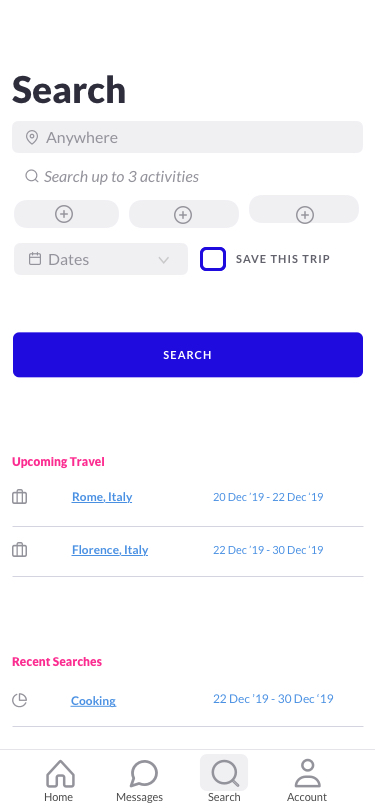 Search
Anywhere
Search up to 3 activities
Dates
SAVE THIS TRIP
SEARCH
Upcoming Travel
Rome, Italy 20 Dec '19 - 22 Dec '19
Florence, Italy 22 Dec '19 - 30 Dec '19
Recent Searches
Cooking 22 Dec '19 - 30 Dec '19
Home Messages Search Account